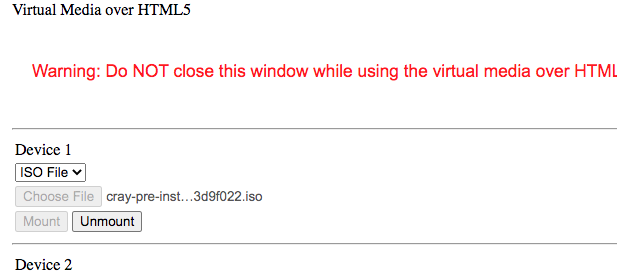 Virtual Media over HTML5
Warning: Do NOT close this window while using the virtual media over HTML
Device 1
ISO File
Choose File cray-pre-inst…3d9f022.iso
Mount Unmount
Device 2